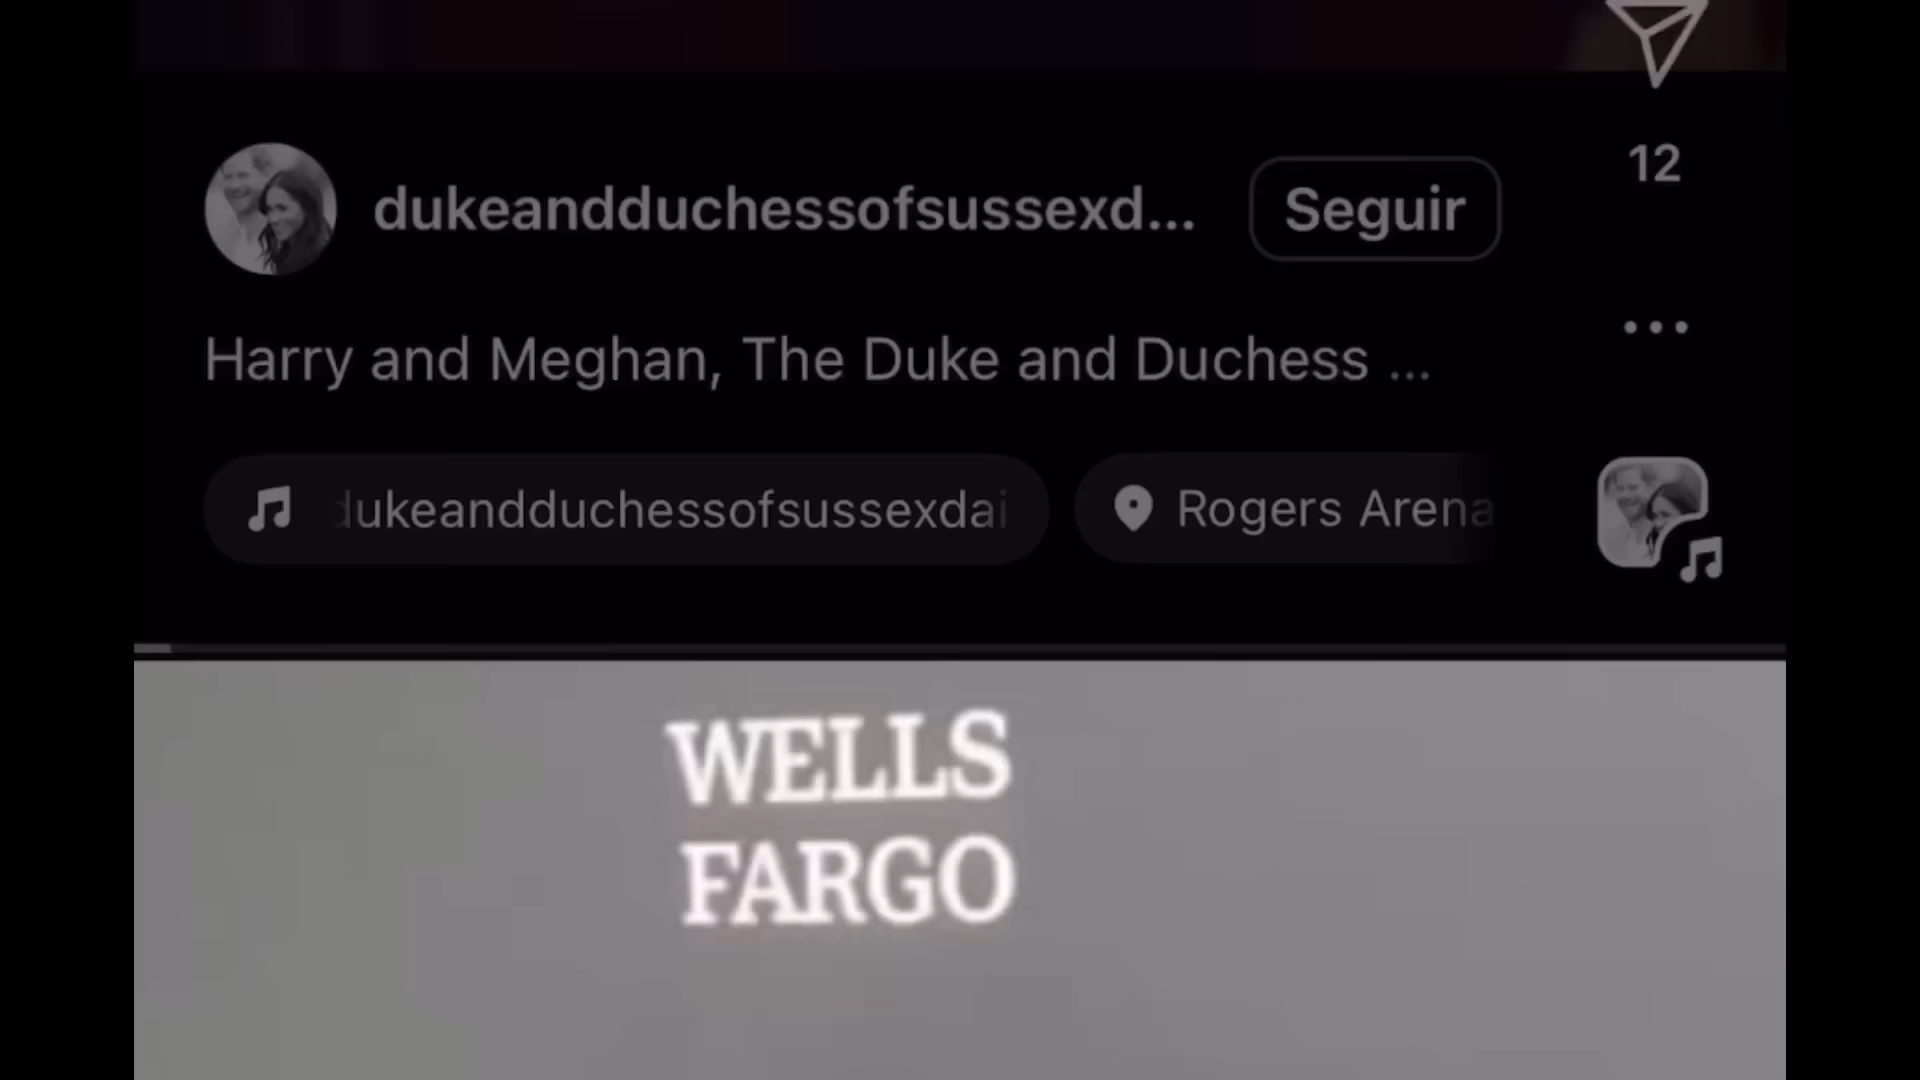 12
dukeandduchessofsussexd...
Seguir
Harry and Meghan, The Duke and Duchess ...
dukeandduchessofsussexdai
Rogers Arena
WELLS
FARGO